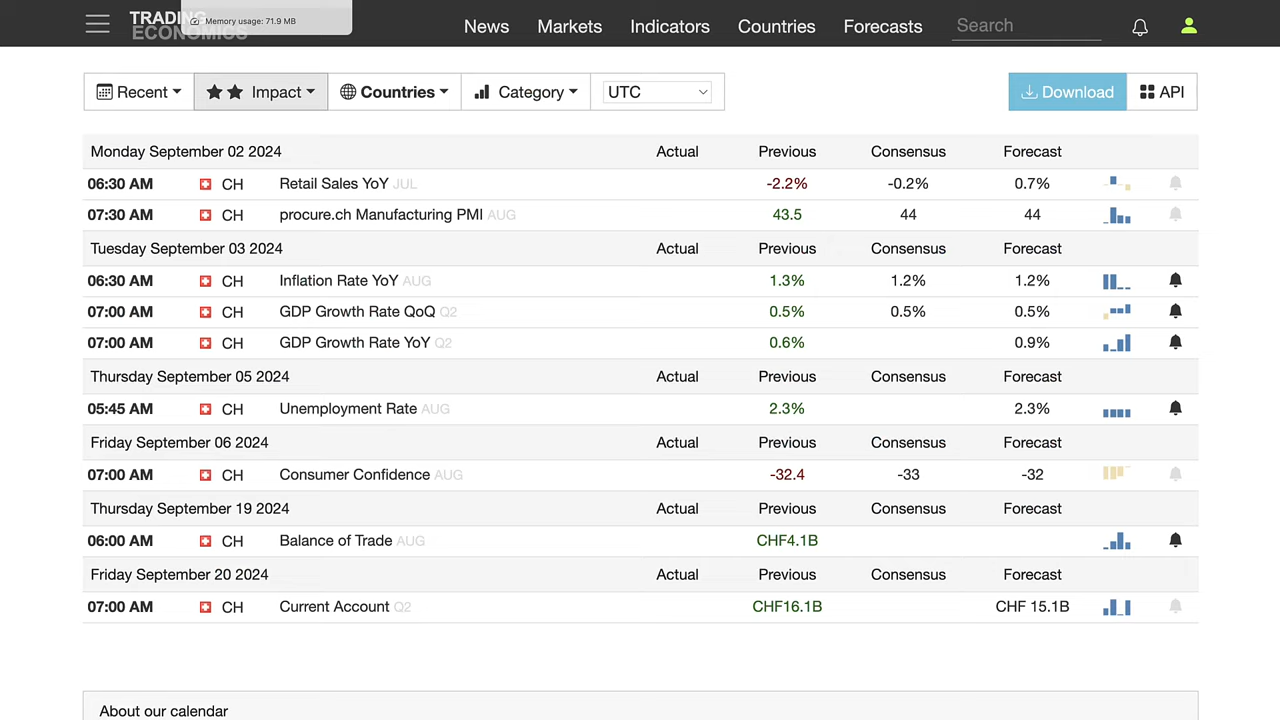 TRADING ECONOMICS
Memory usage: 71.9 MB
News Markets Indicators Countries Forecasts Search
Recent Impact Countries Category UTC Download API
Monday September 02 2024 Actual Previous Consensus Forecast
06:30 AM CH Retail Sales YoY JUL -2.2% -0.2% 0.7%
07:30 AM CH procure.ch Manufacturing PMI AUG 43.5 44 44
Tuesday September 03 2024 Actual Previous Consensus Forecast
06:30 AM CH Inflation Rate YoY AUG 1.3% 1.2% 1.2%
07:00 AM CH GDP Growth Rate QoQ Q2 0.5% 0.5% 0.5%
07:00 AM CH GDP Growth Rate YoY Q2 0.6% 0.9%
Thursday September 05 2024 Actual Previous Consensus Forecast
05:45 AM CH Unemployment Rate AUG 2.3% 2.3%
Friday September 06 2024 Actual Previous Consensus Forecast
07:00 AM CH Consumer Confidence AUG -32.4 -33 -32
Thursday September 19 2024 Actual Previous Consensus Forecast
06:00 AM CH Balance of Trade AUG CHF4.1B
Friday September 20 2024 Actual Previous Consensus Forecast
07:00 AM CH Current Account Q2 CHF16.1B CHF 15.1B
About our calendar